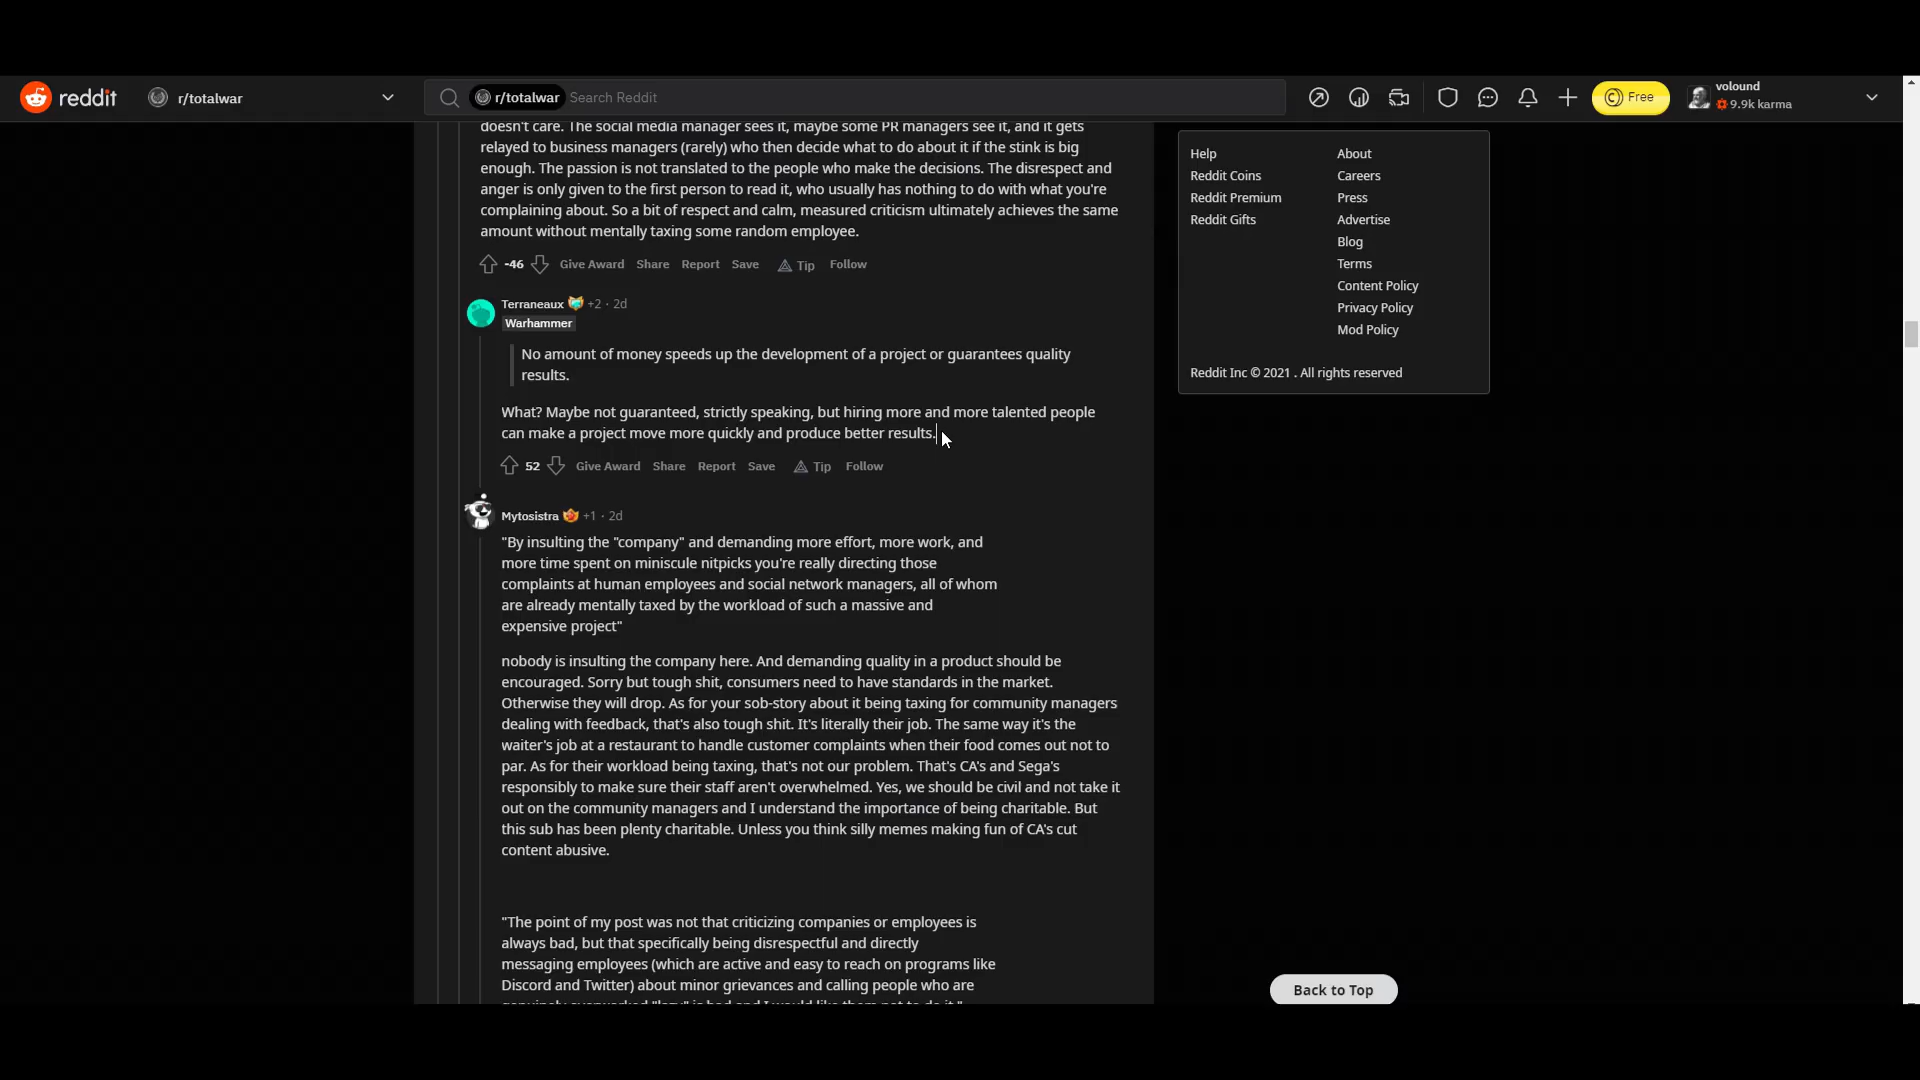 reddit
r/totalwar
r/totalwar Search Reddit
Free
volound
9.9k karma
doesn't care. The social media manager sees it, maybe some PR managers see it, and it gets
relayed to business managers (rarely) who then decide what to do about it if the stink is big
enough. The passion is not translated to the people who make the decisions. The disrespect and
anger is only given to the first person to read it, who usually has nothing to do with what you're
complaining about. So a bit of respect and calm, measured criticism ultimately achieves the same
amount without mentally taxing some random employee.
-46 Give Award Share Report Save Tip Follow
Terraneaux +2 · 2d
Warhammer
No amount of money speeds up the development of a project or guarantees quality
results.
What? Maybe not guaranteed, strictly speaking, but hiring more and more talented people
can make a project move more quickly and produce better results.
52 Give Award Share Report Save Tip Follow
Mytosistra +1 · 2d
"By insulting the "company" and demanding more effort, more work, and
more time spent on miniscule nitpicks you're really directing those
complaints at human employees and social network managers, all of whom
are already mentally taxed by the workload of such a massive and
expensive project"
nobody is insulting the company here. And demanding quality in a product should be
encouraged. Sorry but tough shit, consumers need to have standards in the market.
Otherwise they will drop. As for your sob-story about it being taxing for community managers
dealing with feedback, that's also tough shit. It's literally their job. The same way it's the
waiter's job at a restaurant to handle customer complaints when their food comes out not to
par. As for their workload being taxing, that's not our problem. That's CA's and Sega's
responsibly to make sure their staff aren't overwhelmed. Yes, we should be civil and not take it
out on the community managers and I understand the importance of being charitable. But
this sub has been plenty charitable. Unless you think silly memes making fun of CA's cut
content abusive.
"The point of my post was not that criticizing companies or employees is
always bad, but that specifically being disrespectful and directly
messaging employees (which are active and easy to reach on programs like
Discord and Twitter) about minor grievances and calling people who are
genuinely overworked "lazy" is bad and I would like them not to do it."
Help
Reddit Coins
Reddit Premium
Reddit Gifts
About
Careers
Press
Advertise
Blog
Terms
Content Policy
Privacy Policy
Mod Policy
Reddit Inc © 2021 . All rights reserved
Back to Top